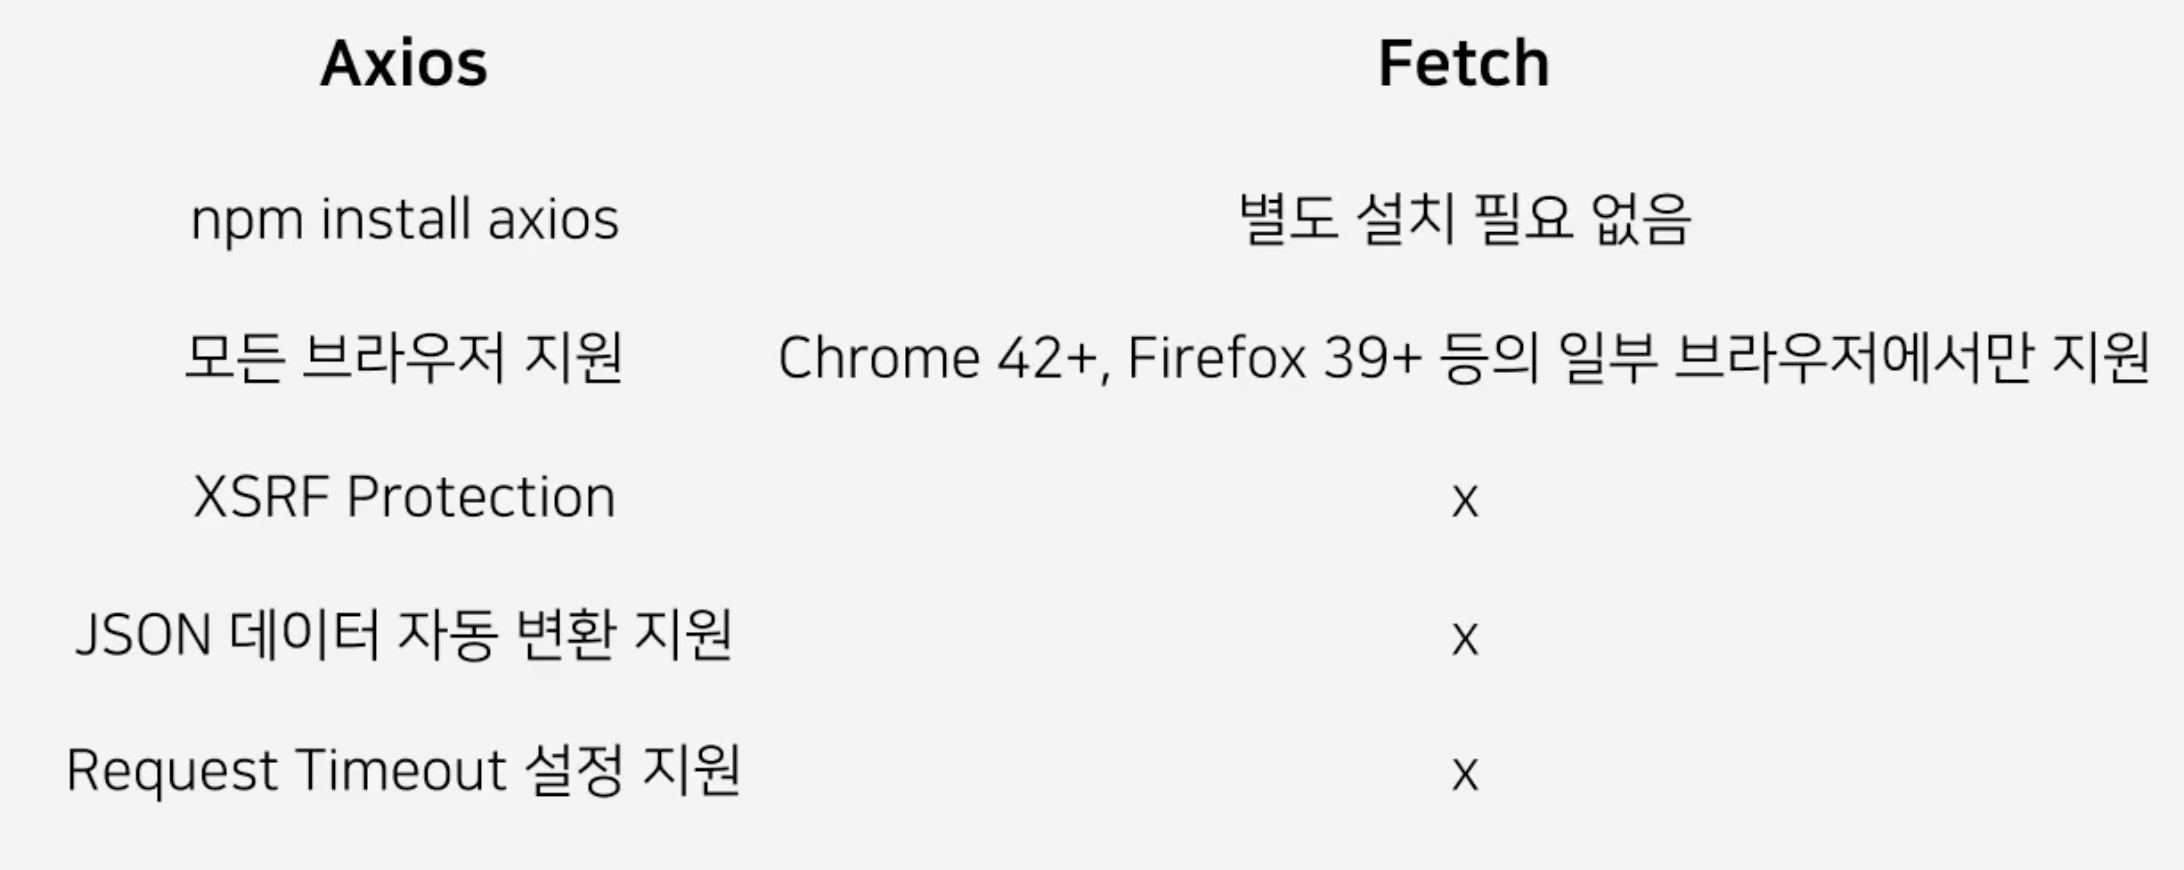 Axios Fetch
npm install axios 별도 설치 필요 없음
모든 브라우저 지원 Chrome 42+, Firefox 39+ 등의 일부 브라우저에서만 지원
XSRF Protection x
JSON 데이터 자동 변환 지원 x
Request Timeout 설정 지원 x